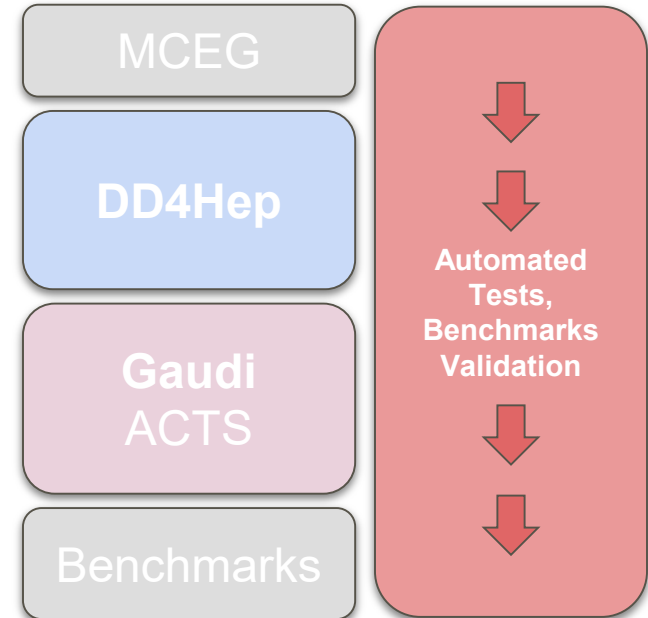 MCEG
DD4Hep
Gaudi
ACTS
Benchmarks
Automated
Tests,
Benchmarks
Validation